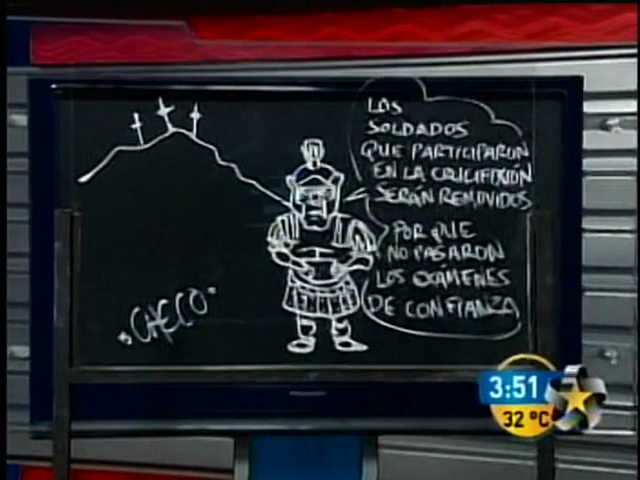 LOS
SOLDADOS
QUE PARTICIPARON
EN LA CRUCIFIXIÓN
SERÁN REMOVIDOS
POR QUE
NO PASARON
LOS EXÁMENES
DE CONFIANZA
"CHECO"
3:51
32 °C